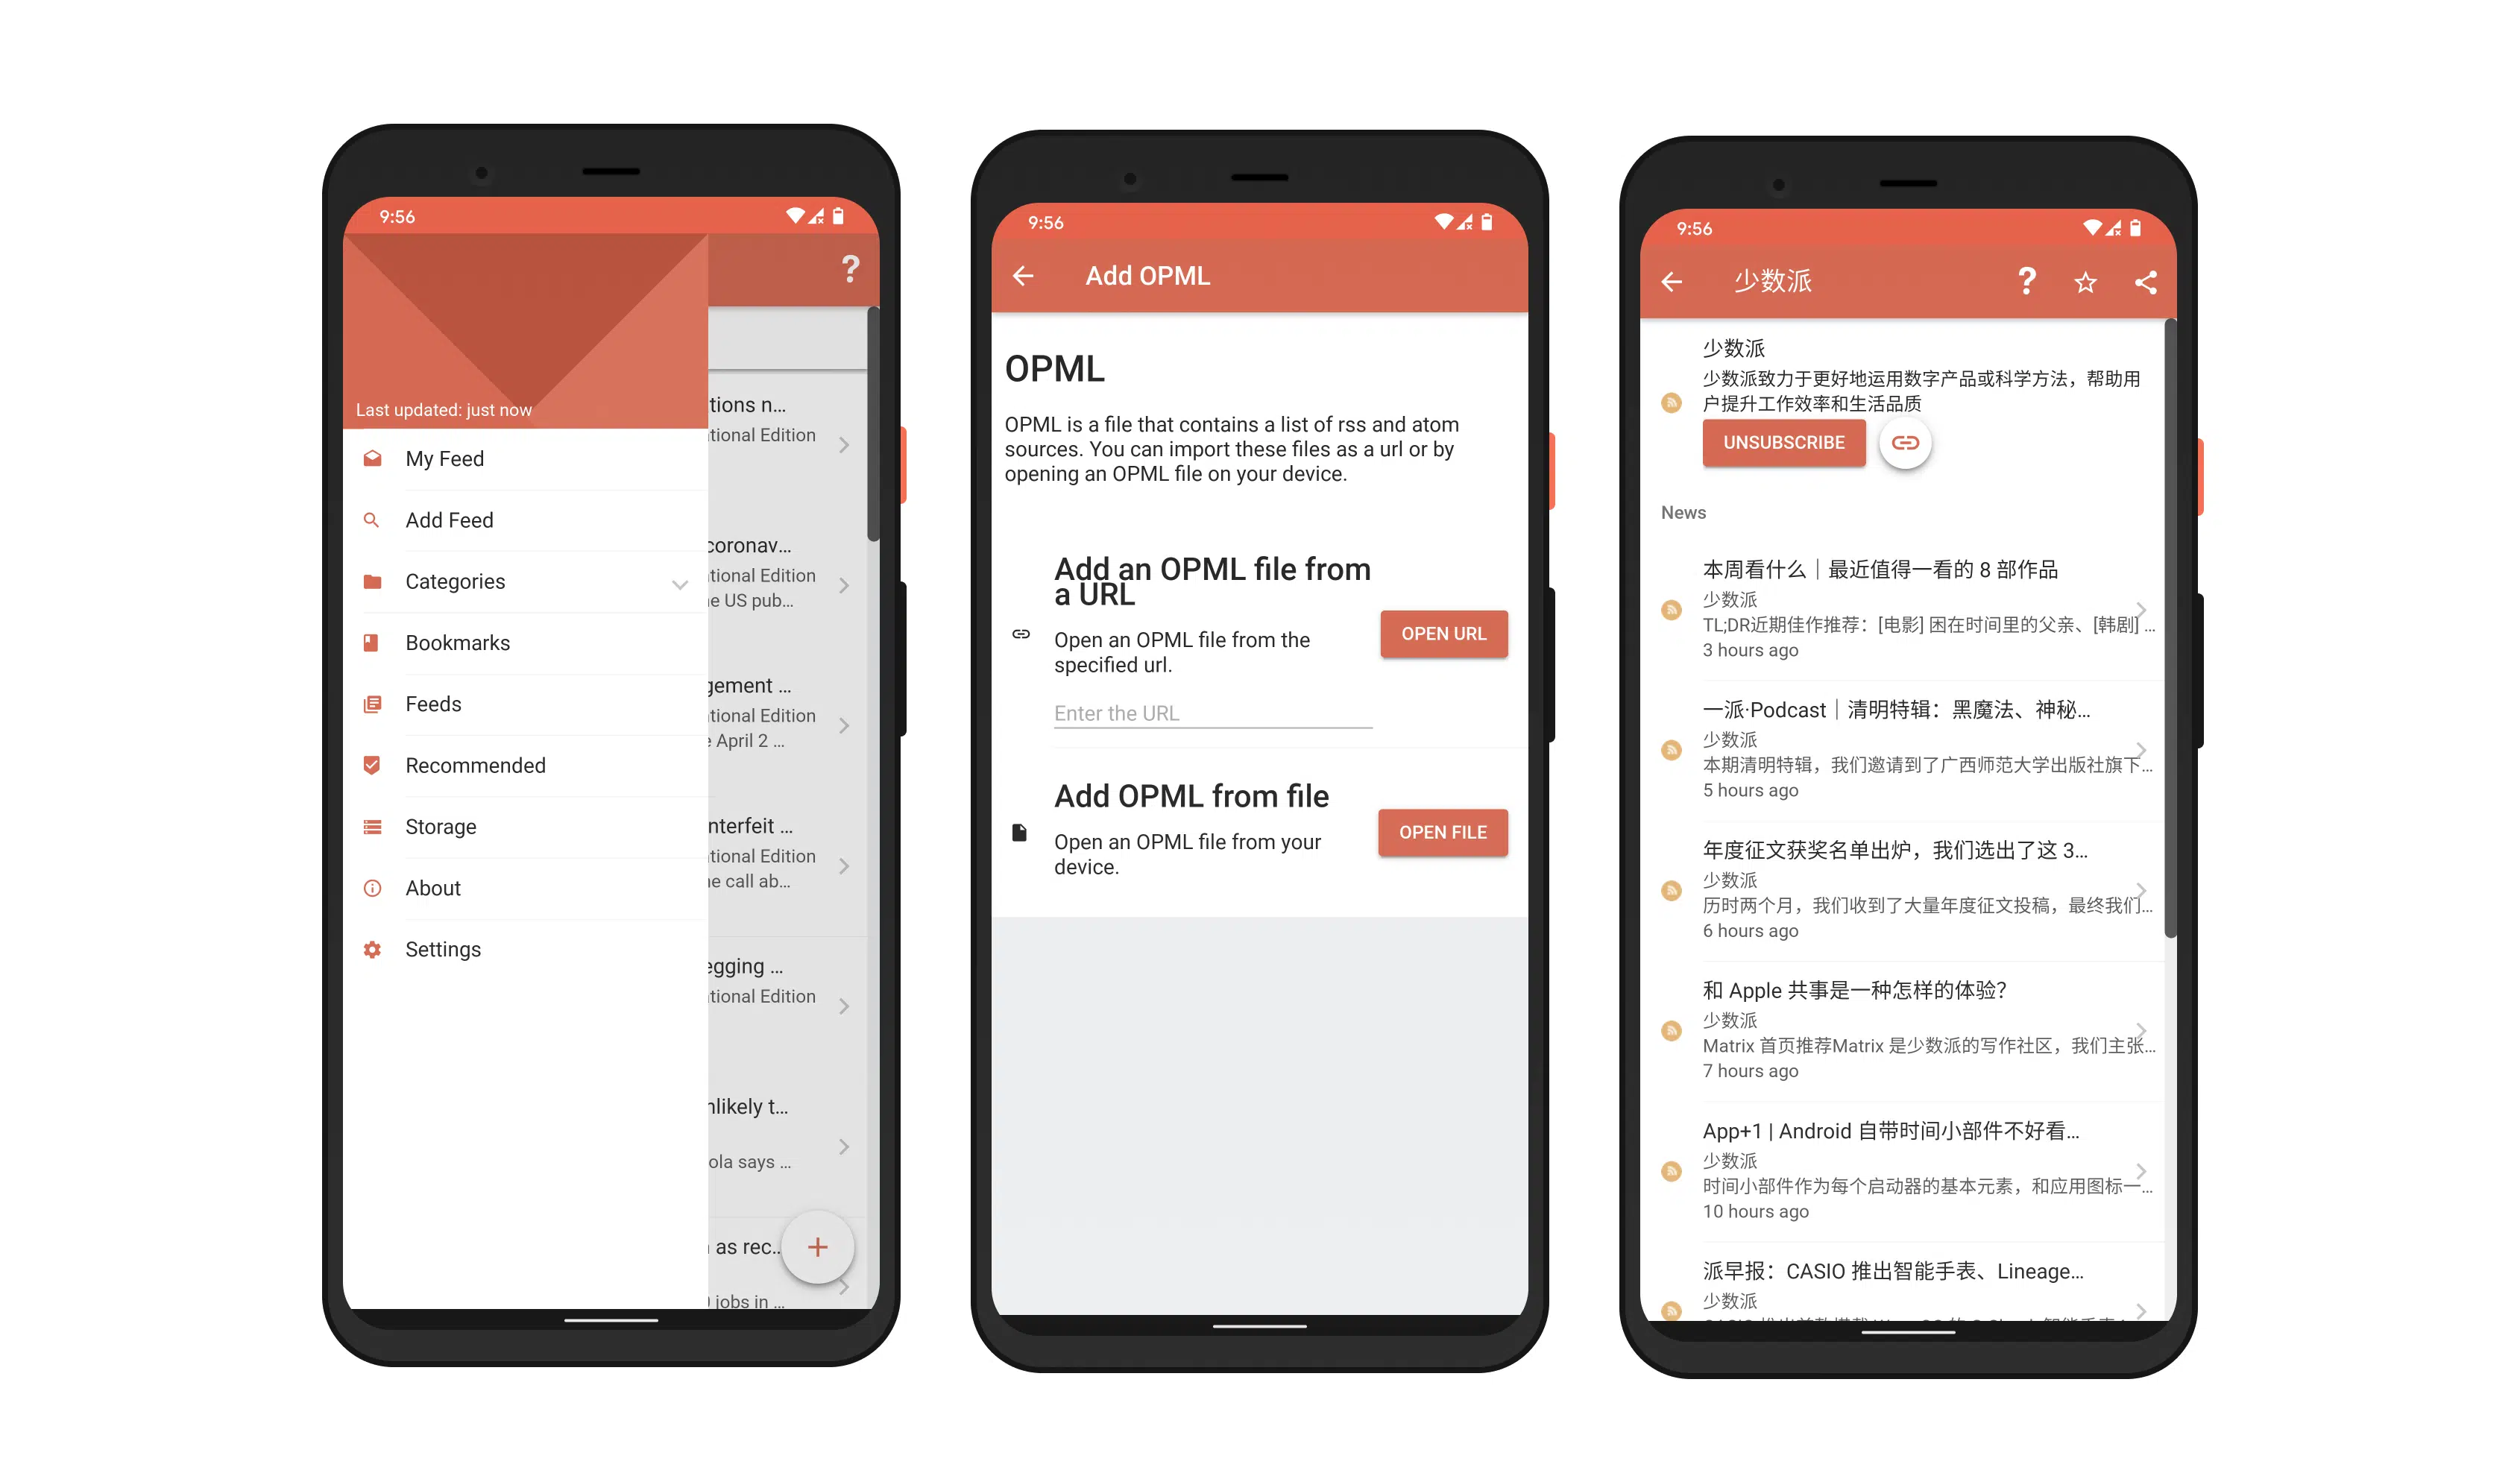 9:56
?
Last updated: just now
My Feed
Add Feed
Categories
Bookmarks
Feeds
Recommended
Storage
About
Settings
tions n...
tional Edition
coronav...
tional Edition
e US pub...
gement ...
tional Edition
April 2 ...
nterfeit ...
tional Edition
e call ab...
egging ...
tional Edition
likely t...
ola says ...
as rec...
jobs in ...
9:56
Add OPML
OPML
OPML is a file that contains a list of rss and atom
sources. You can import these files as a url or by
opening an OPML file on your device.
Add an OPML file from
a URL
Open an OPML file from the
specified url.
OPEN URL
Enter the URL
Add OPML from file
Open an OPML file from your
device.
OPEN FILE
9:56
少数派
?
少数派
少数派致力于更好地运用数字产品或科学方法，帮助用
户提升工作效率和生活品质
UNSUBSCRIBE
News
本周看什么｜最近值得一看的 8 部作品
少数派
TL;DR近期佳作推荐：[电影] 困在时间里的父亲、[韩剧] ...
3 hours ago
一派·Podcast｜清明特辑：黑魔法、神秘...
少数派
本期清明特辑，我们邀请到了广西师范大学出版社旗下...
5 hours ago
年度征文获奖名单出炉，我们选出了这 3...
少数派
历时两个月，我们收到了大量年度征文投稿，最终我们...
6 hours ago
和 Apple 共事是一种怎样的体验？
少数派
Matrix 首页推荐Matrix 是少数派的写作社区，我们主张...
7 hours ago
App+1 | Android 自带时间小部件不好看...
少数派
时间小部件作为每个启动器的基本元素，和应用图标一...
10 hours ago
派早报：CASIO 推出智能手表、Lineage...
少数派